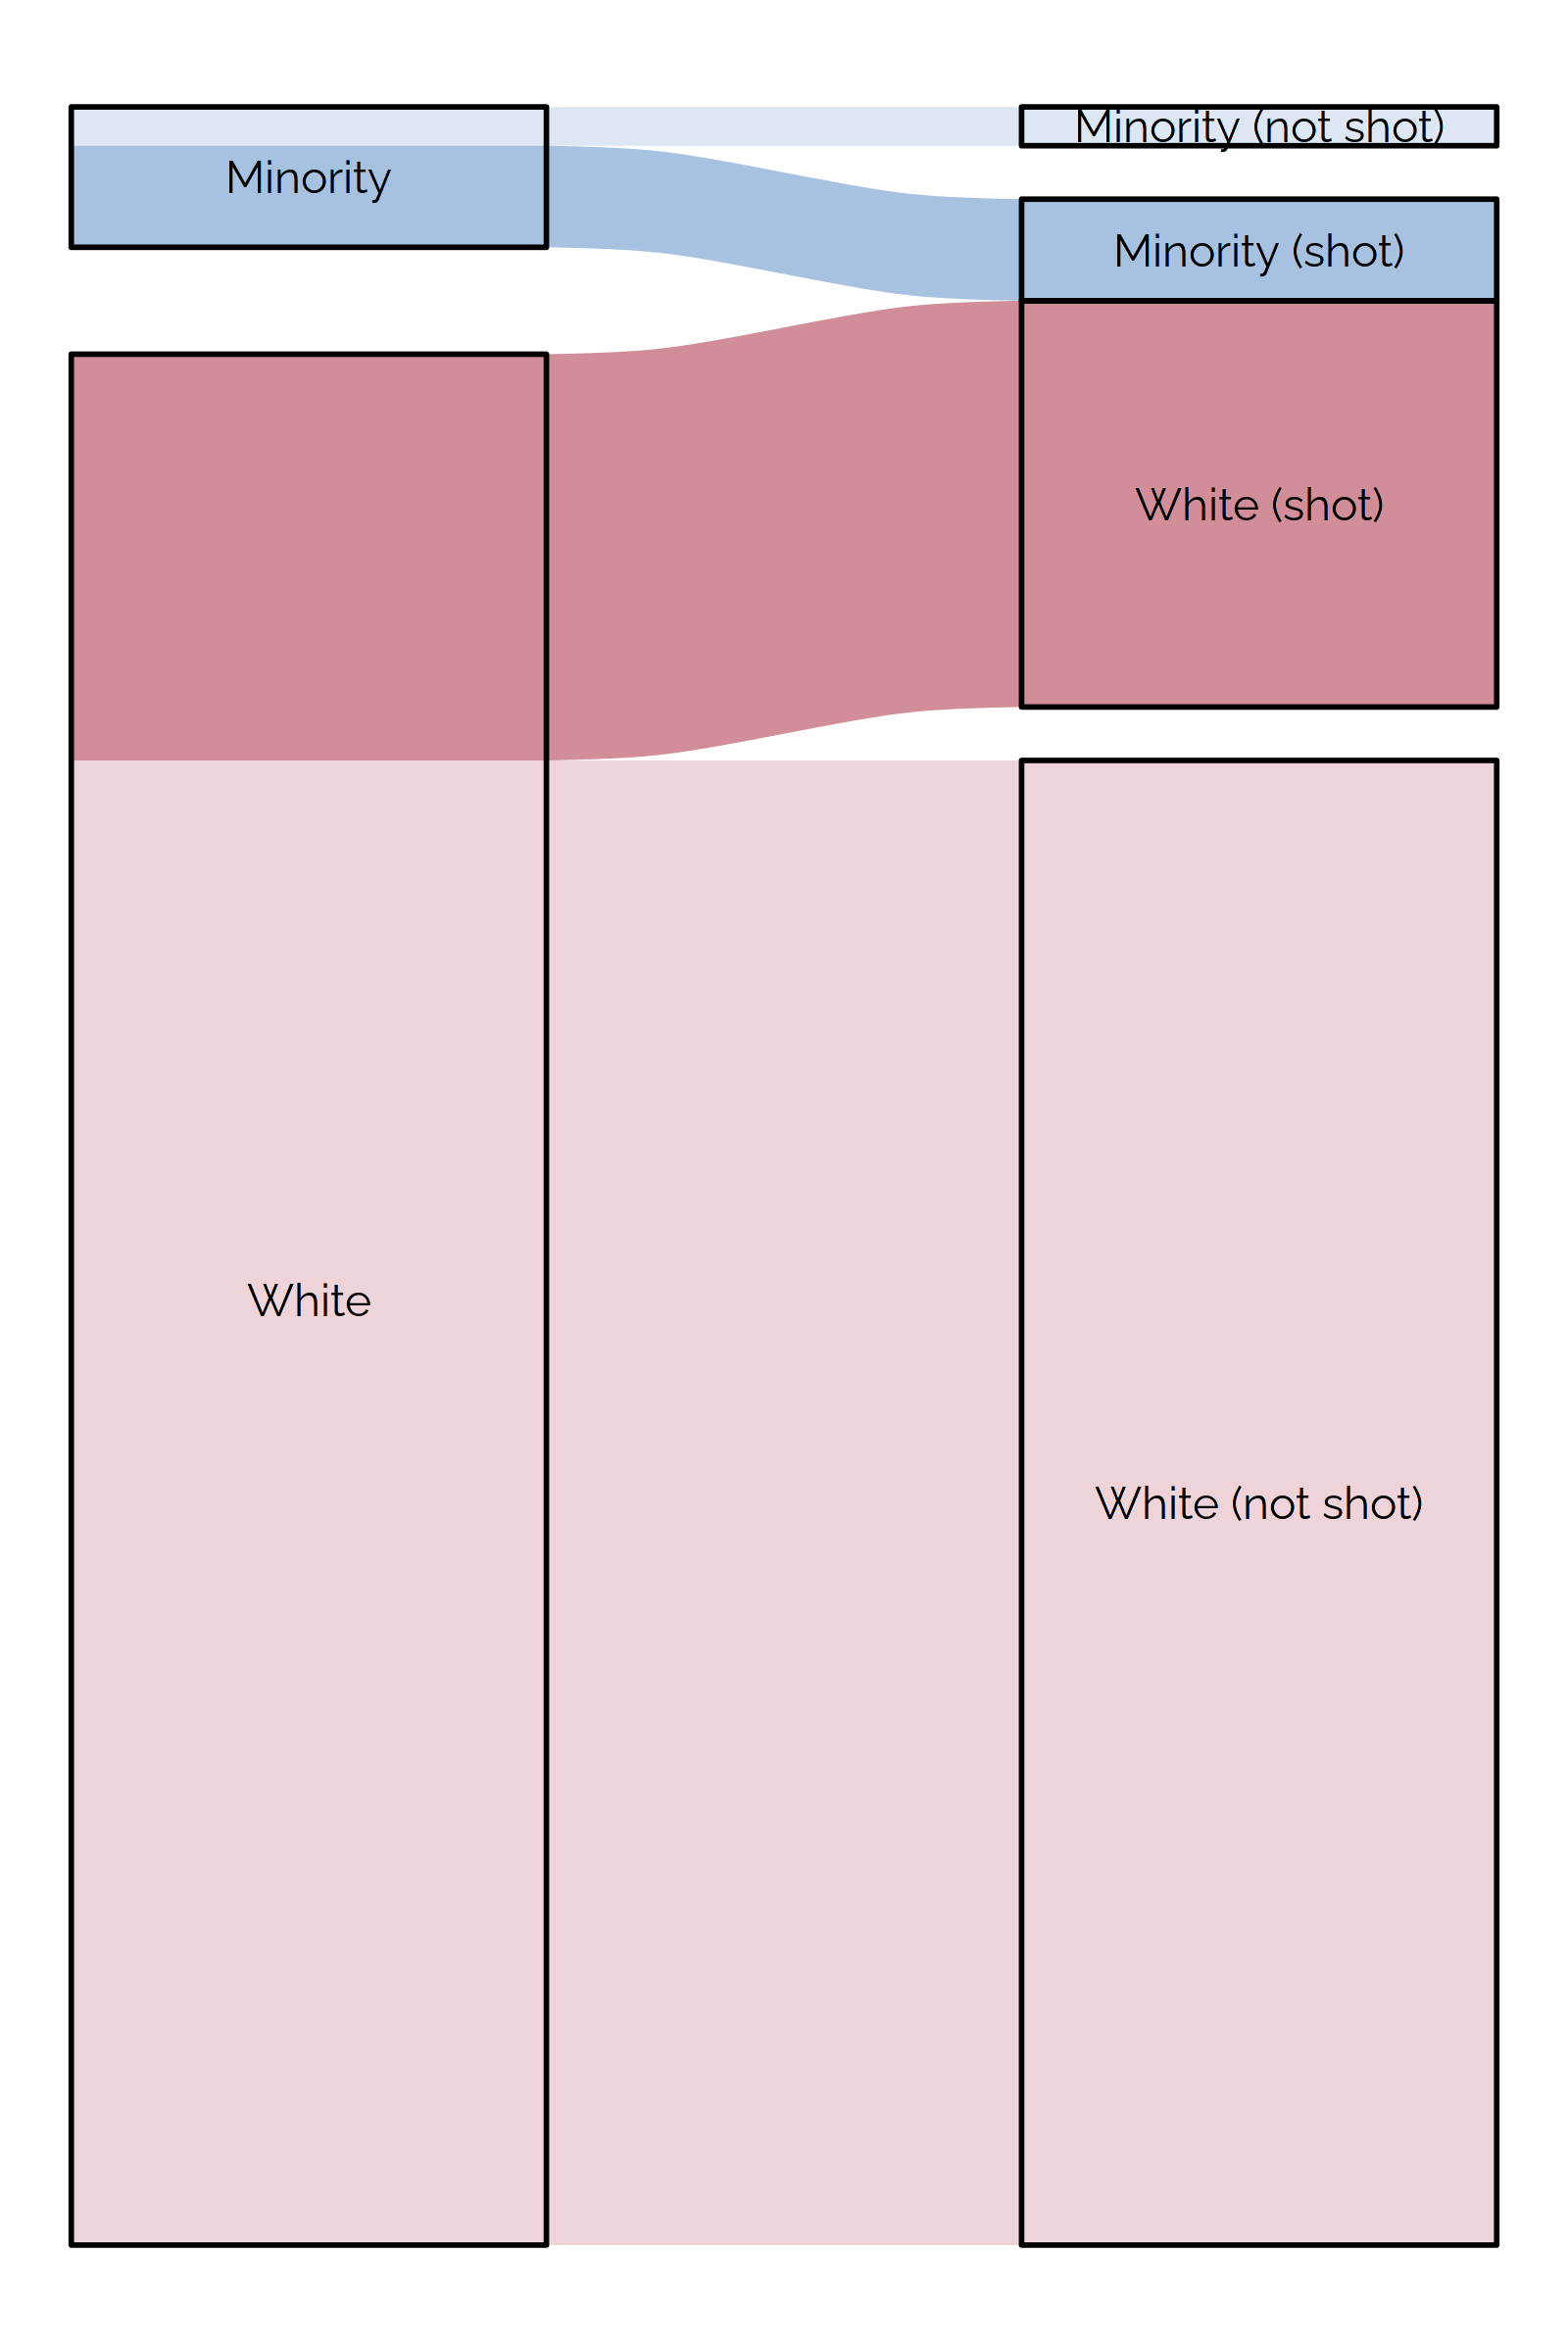 Minority (not shot)
Minority
Minority (shot)
White (shot)
White
White (not shot)